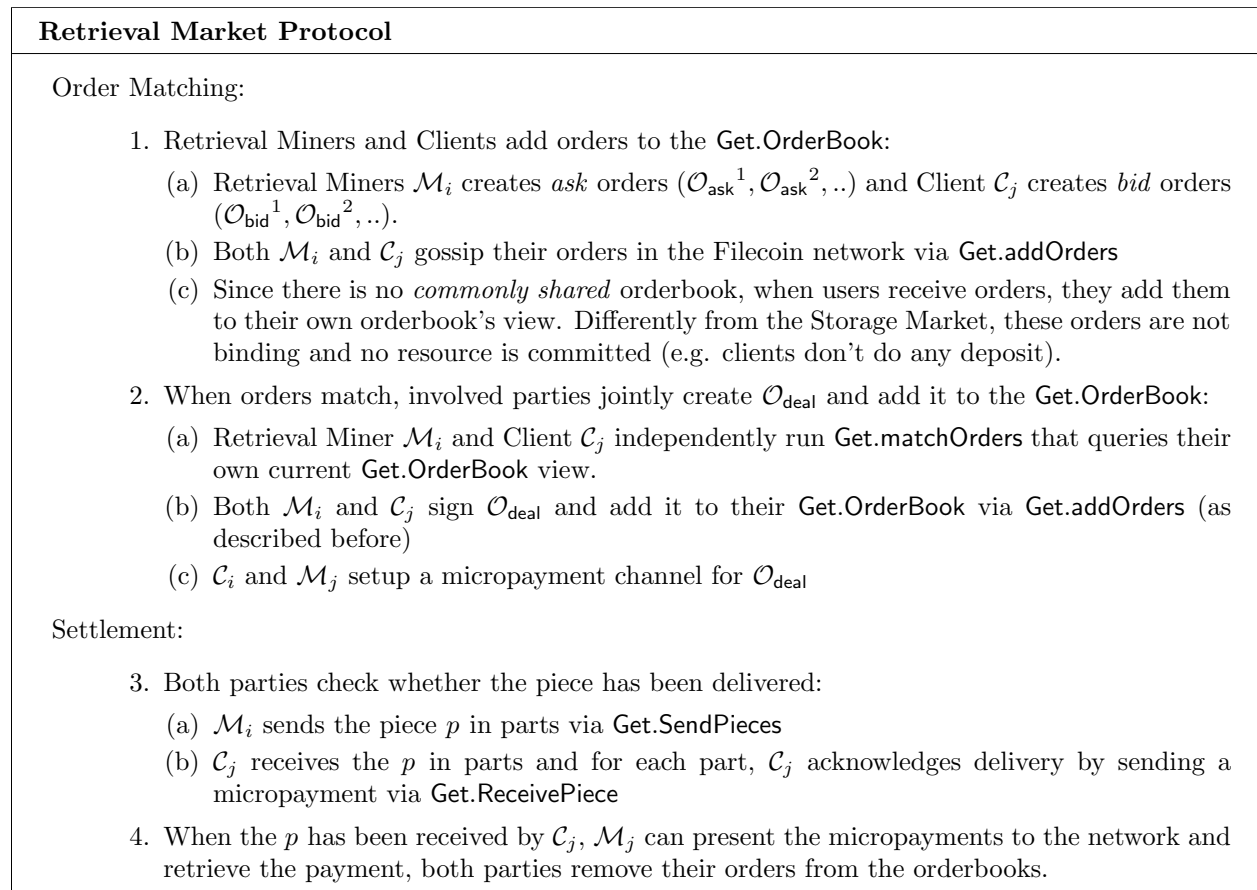 Retrieval Market Protocol
Order Matching:
1. Retrieval Miners and Clients add orders to the Get.OrderBook:
(a) Retrieval Miners ℳᵢ creates ask orders (𝒪ask¹, 𝒪ask², ..) and Client 𝒞ⱼ creates bid orders
(𝒪bid¹, 𝒪bid², ..).
(b) Both ℳᵢ and 𝒞ⱼ gossip their orders in the Filecoin network via Get.addOrders
(c) Since there is no commonly shared orderbook, when users receive orders, they add them
to their own orderbook's view. Differently from the Storage Market, these orders are not
binding and no resource is committed (e.g. clients don't do any deposit).
2. When orders match, involved parties jointly create 𝒪deal and add it to the Get.OrderBook:
(a) Retrieval Miner ℳᵢ and Client 𝒞ⱼ independently run Get.matchOrders that queries their
own current Get.OrderBook view.
(b) Both ℳᵢ and 𝒞ⱼ sign 𝒪deal and add it to their Get.OrderBook via Get.addOrders (as
described before)
(c) 𝒞ᵢ and ℳⱼ setup a micropayment channel for 𝒪deal
Settlement:
3. Both parties check whether the piece has been delivered:
(a) ℳᵢ sends the piece p in parts via Get.SendPieces
(b) 𝒞ⱼ receives the p in parts and for each part, 𝒞ⱼ acknowledges delivery by sending a
micropayment via Get.ReceivePiece
4. When the p has been received by 𝒞ⱼ, ℳⱼ can present the micropayments to the network and
retrieve the payment, both parties remove their orders from the orderbooks.